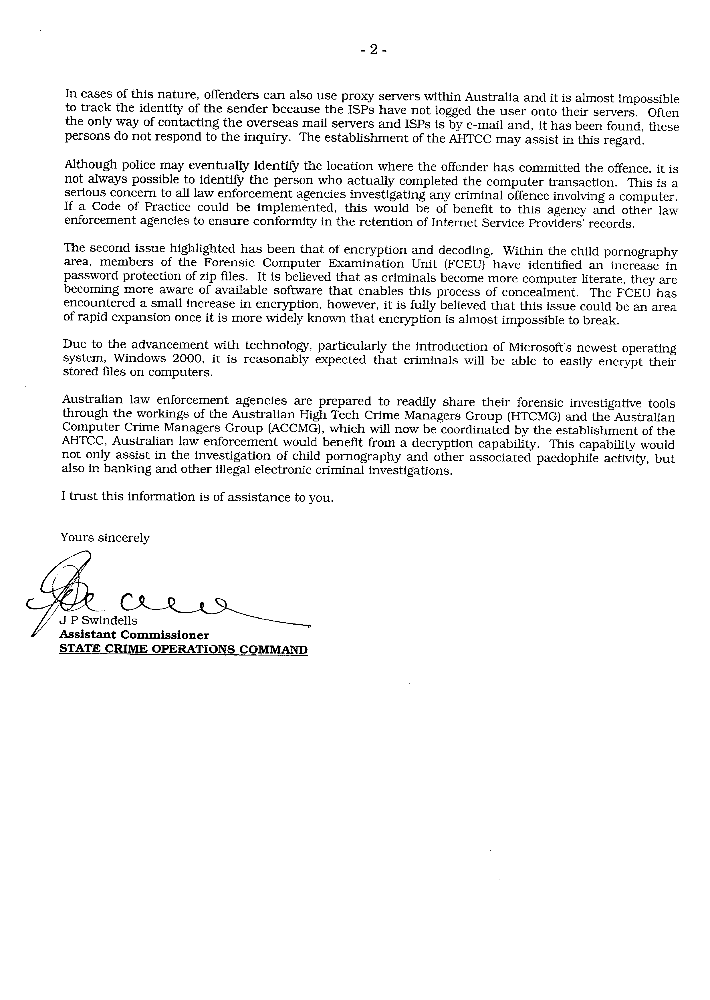 - 2 -
In cases of this nature, offenders can also use proxy servers within Australia and it is almost impossible
to track the identity of the sender because the ISPs have not logged the user onto their servers. Often
the only way of contacting the overseas mail servers and ISPs is by e-mail and, it has been found, these
persons do not respond to the inquiry. The establishment of the AHTCC may assist in this regard.
Although police may eventually identify the location where the offender has committed the offence, it is
not always possible to identify the person who actually completed the computer transaction. This is a
serious concern to all law enforcement agencies investigating any criminal offence involving a computer.
If a Code of Practice could be implemented, this would be of benefit to this agency and other law
enforcement agencies to ensure conformity in the retention of Internet Service Providers' records.
The second issue highlighted has been that of encryption and decoding. Within the child pornography
area, members of the Forensic Computer Examination Unit (FCEU) have identified an increase in
password protection of zip files. It is believed that as criminals become more computer literate, they are
becoming more aware of available software that enables this process of concealment. The FCEU has
encountered a small increase in encryption, however, it is fully believed that this issue could be an area
of rapid expansion once it is more widely known that encryption is almost impossible to break.
Due to the advancement with technology, particularly the introduction of Microsoft's newest operating
system, Windows 2000, it is reasonably expected that criminals will be able to easily encrypt their
stored files on computers.
Australian law enforcement agencies are prepared to readily share their forensic investigative tools
through the workings of the Australian High Tech Crime Managers Group (HTCMG) and the Australian
Computer Crime Managers Group (ACCMG), which will now be coordinated by the establishment of the
AHTCC, Australian law enforcement would benefit from a decryption capability. This capability would
not only assist in the investigation of child pornography and other associated paedophile activity, but
also in banking and other illegal electronic criminal investigations.
I trust this information is of assistance to you.
Yours sincerely
J P Swindells
Assistant Commissioner
STATE CRIME OPERATIONS COMMAND